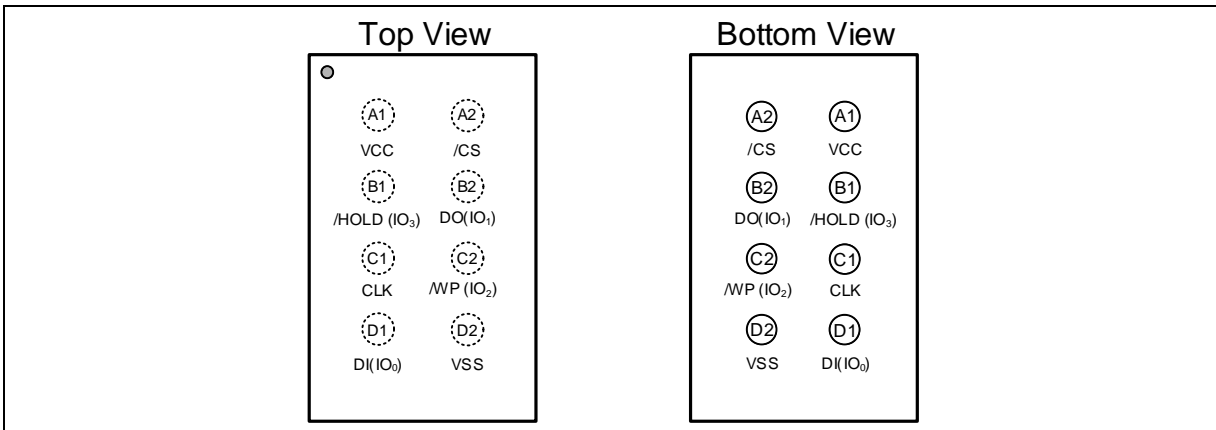 Top View Bottom View
A1 A2 A2 A1
VCC /CS /CS VCC
B1 B2 B2 B1
/HOLD (IO₃) DO(IO₁) DO(IO₁) /HOLD (IO₃)
C1 C2 C2 C1
CLK /WP (IO₂) /WP (IO₂) CLK
D1 D2 D2 D1
DI(IO₀) VSS VSS DI(IO₀)